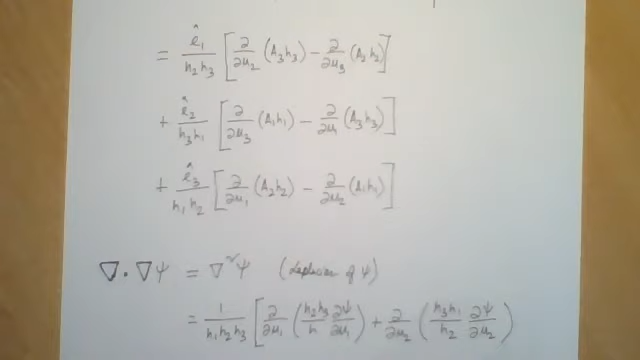 = ê₁/(h₂h₃) [ ∂/∂u₂ (A₃h₃) − ∂/∂u₃ (A₂h₂) ]
+ ê₂/(h₃h₁) [ ∂/∂u₃ (A₁h₁) − ∂/∂u₁ (A₃h₃) ]
+ ê₃/(h₁h₂) [ ∂/∂u₁ (A₂h₂) − ∂/∂u₂ (A₁h₁) ]
∇·∇ψ = ∇²ψ (Laplacian of ψ)
= 1/(h₁h₂h₃) [ ∂/∂u₁ ( h₂h₃/h ∂ψ/∂u₁ ) + ∂/∂u₂ ( h₃h₁/h₂ ∂ψ/∂u₂ )